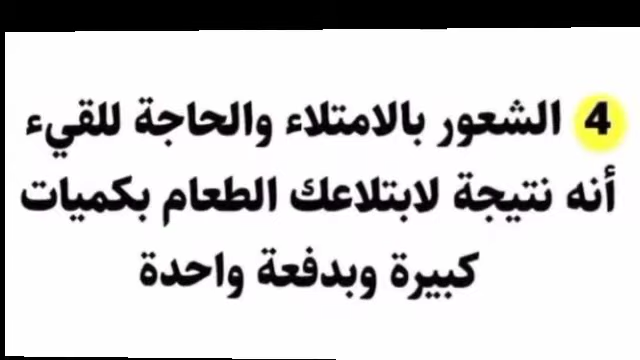 4 الشعور بالامتلاء والحاجة للقيء
أنه نتيجة لابتلاعك الطعام بكميات
كبيرة وبدفعة واحدة